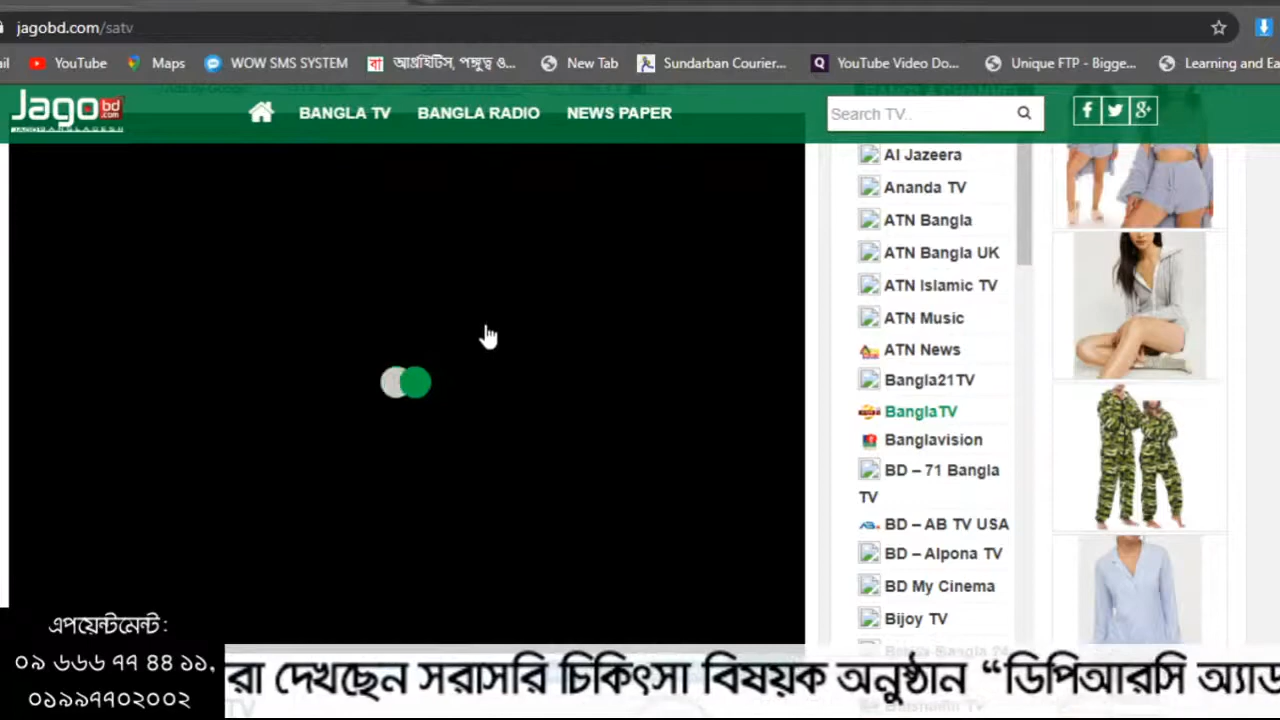 jagobd.com/satv
ail YouTube Maps WOW SMS SYSTEM আর্থ্রাইটিস, পঙ্গুত্ব ও... New Tab Sundarban Courier... YouTube Video Do... Unique FTP - Bigge... Learning and Ea
Jago bd .com BANGLA TV BANGLA RADIO NEWS PAPER Search TV..
Al Jazeera
Ananda TV
ATN Bangla
ATN Bangla UK
ATN Islamic TV
ATN Music
ATN News
Bangla21TV
BanglaTV
Banglavision
BD – 71 Bangla
TV
BD – AB TV USA
BD – Alpona TV
BD My Cinema
Bijoy TV
এপয়েন্টমেন্ট:
০৯ ৬৬৬ ৭৭ ৪৪ ১১,
০১৯৯৭৭০২০০২
রা দেখছেন সরাসরি চিকিৎসা বিষয়ক অনুষ্ঠান “ডিপিআরসি অ্যাড